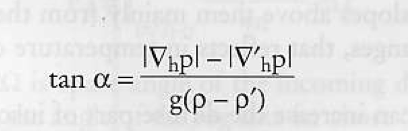 tan α = (|∇ₕp| − |∇′ₕp|) / (g(ρ − ρ′))